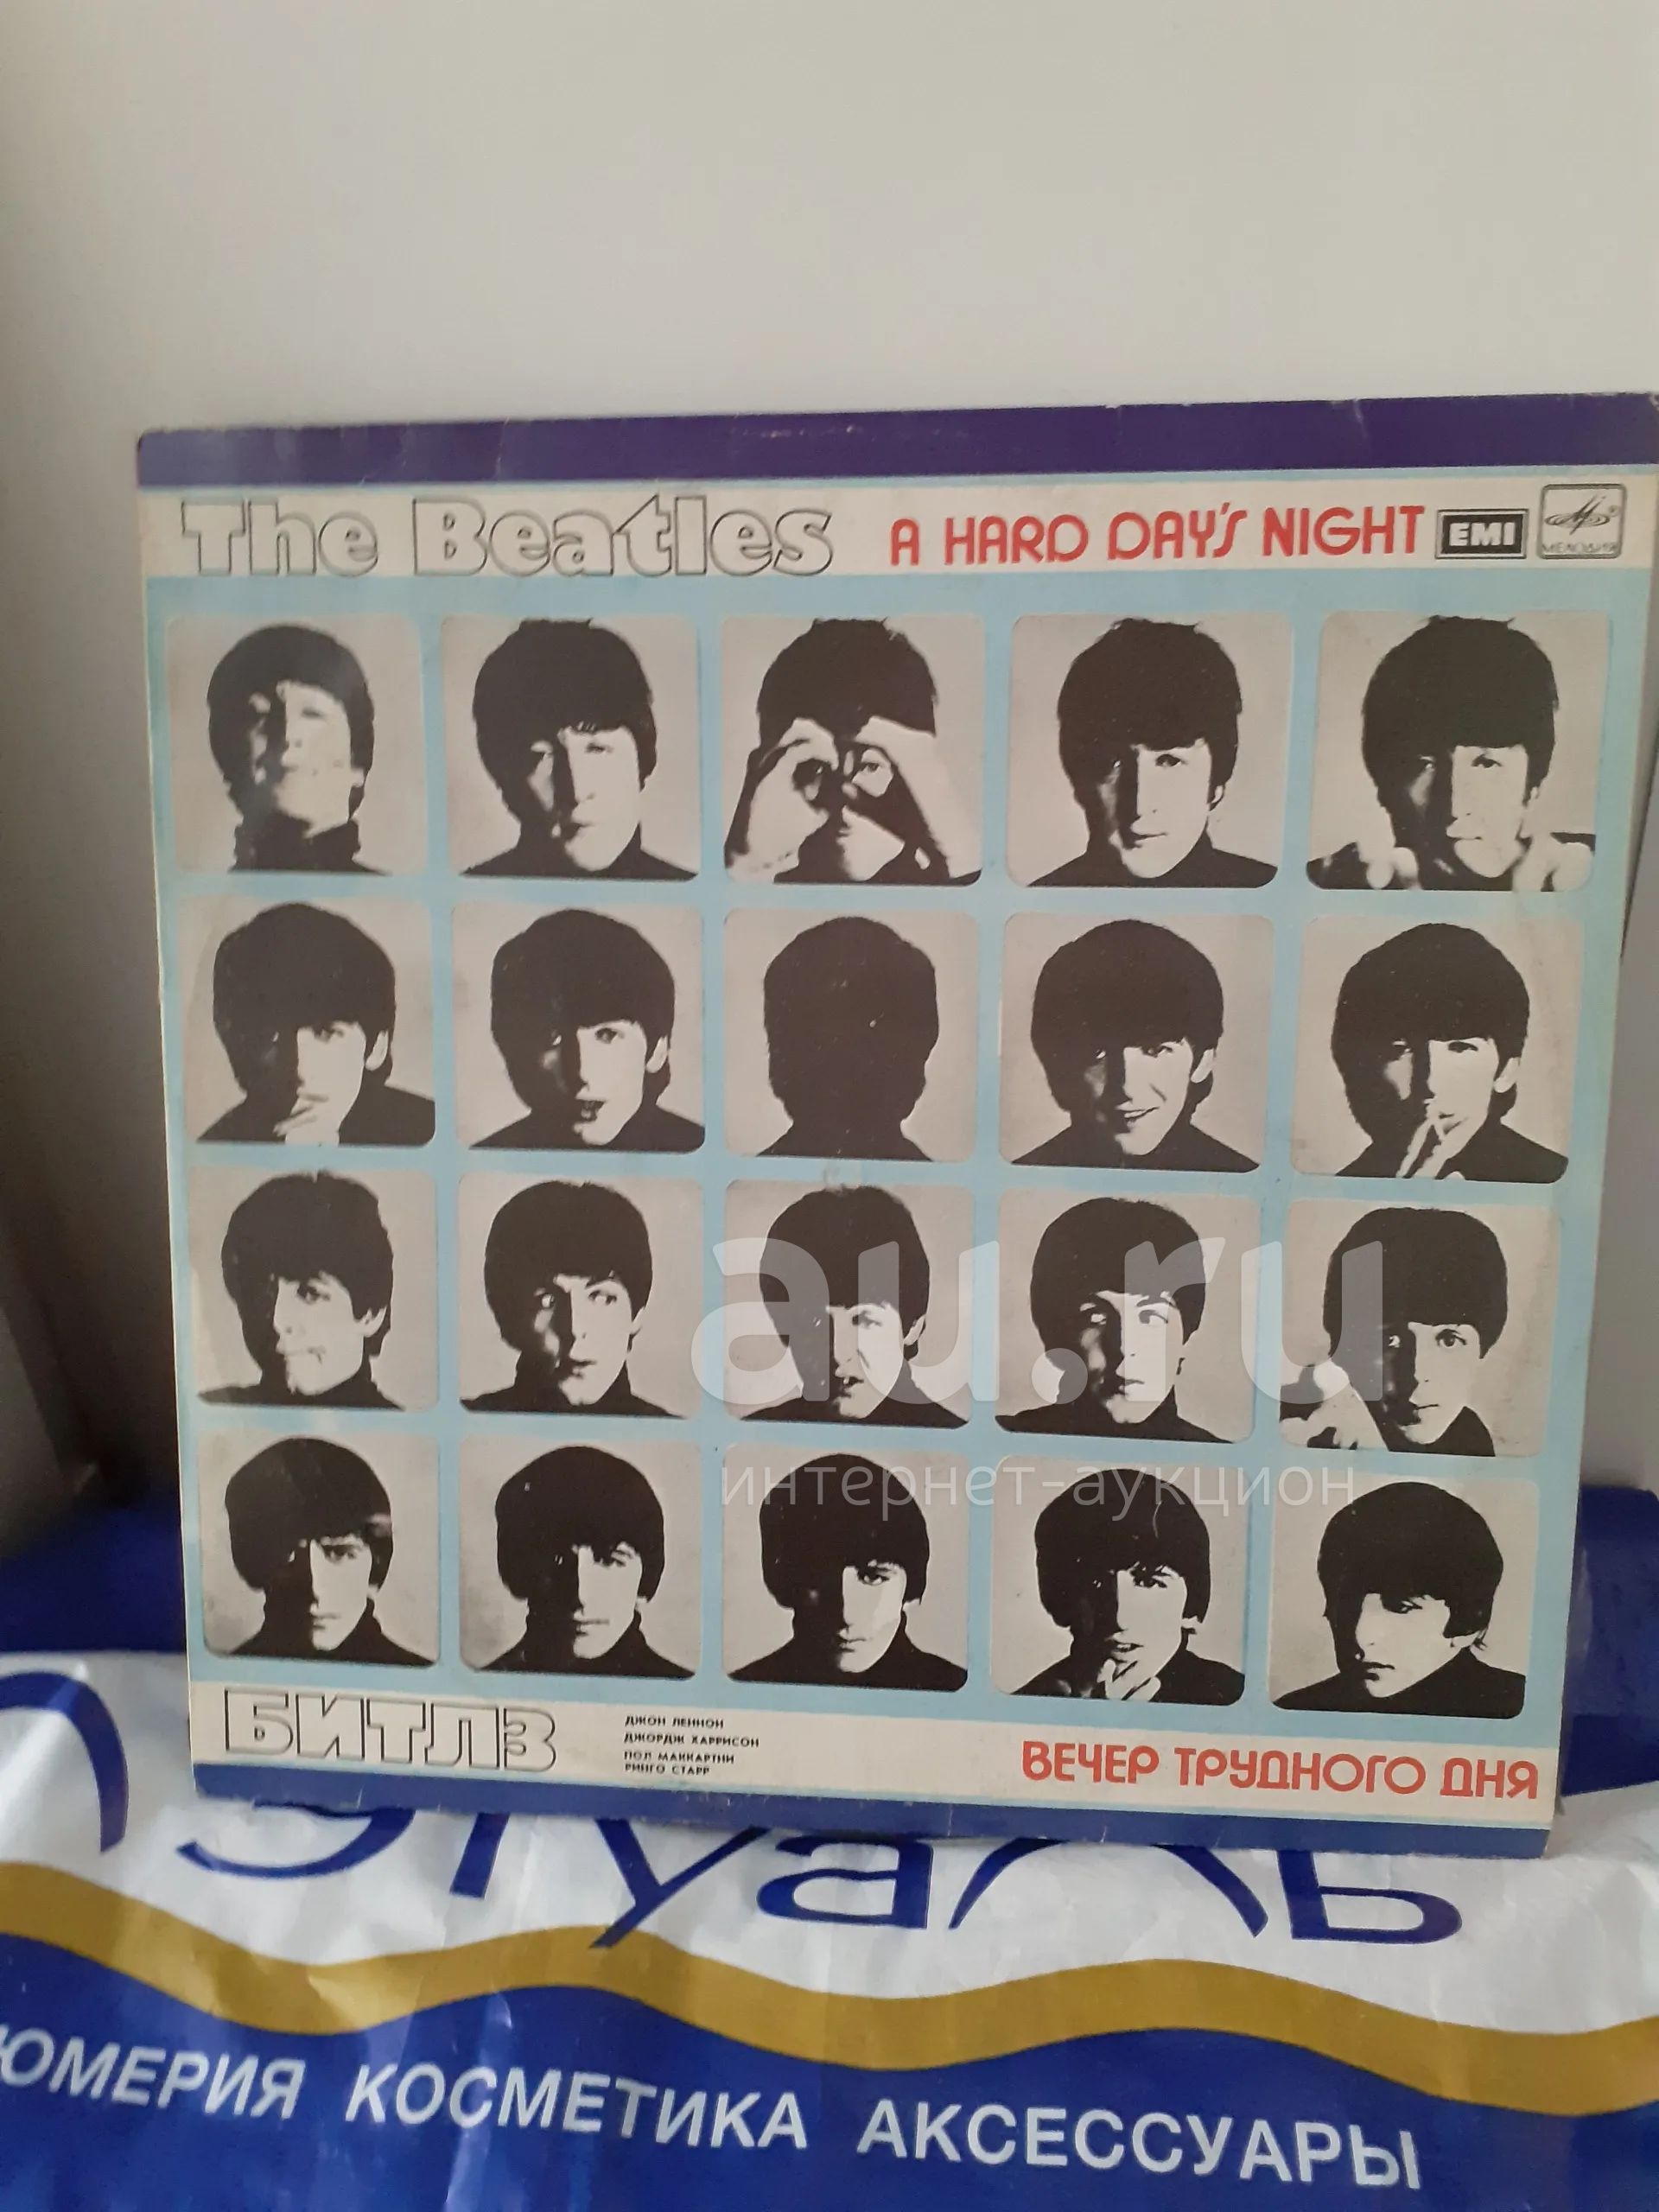 The Beatles A HARD DAY'S NIGHT EMI
МЕЛОДИЯ
au.ru
интернет-аукцион
БИТЛЗ
ДЖОН ЛЕННОН
ДЖОРДЖ ХАРРИСОН
ПОЛ МАККАРТНИ
РИНГО СТАРР
ВЕЧЕР ТРУДНОГО ДНЯ
ЮМЕРИЯ КОСМЕТИКА АКСЕССУАРЫ